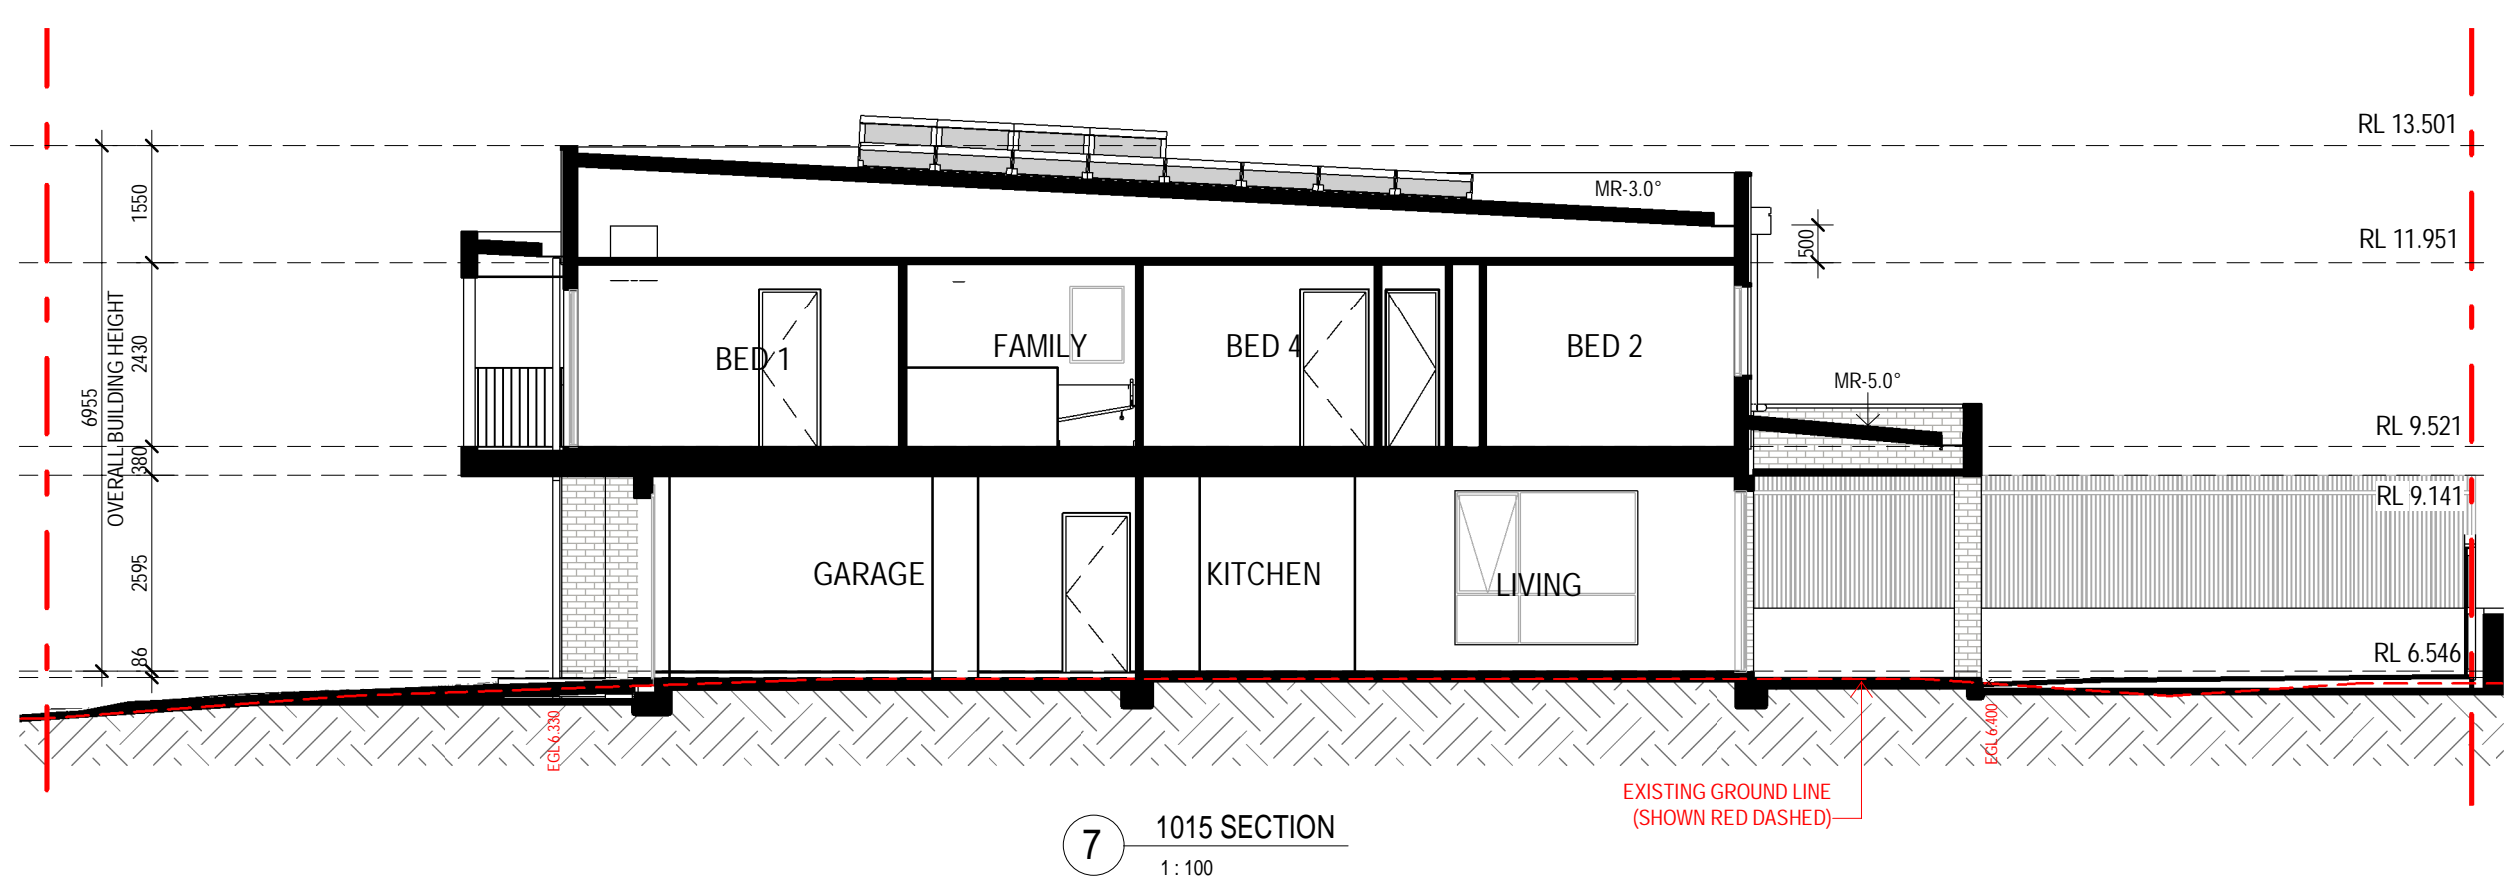 RL 13.501
MR-3.0°
1550
RL 11.951
500
OVERALL BUILDING HEIGHT
6955
2430
BED 1
FAMILY
BED 4
BED 2
MR-5.0°
RL 9.521
380
RL 9.141
2595
GARAGE
KITCHEN
LIVING
86
RL 6.546
EGL 6.330
EGL 6.400
EXISTING GROUND LINE
(SHOWN RED DASHED)
7
1015 SECTION
1 : 100